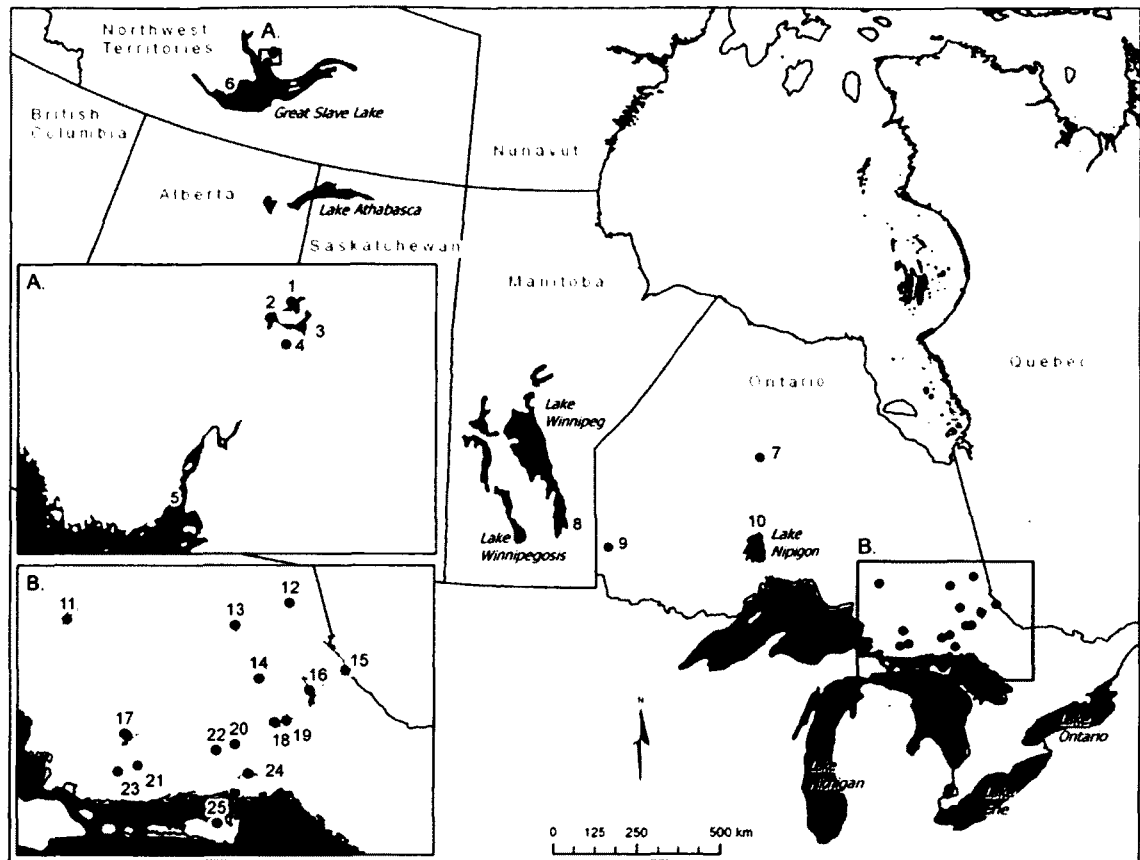 Northwest
Territories
A.
6
Great Slave Lake
British
Columbia
Nunavut
Alberta
Lake Athabasca
Saskatchewan
Manitoba
A.
1
2
3
4
5
Quebec
Ontario
Lake
Winnipeg
7
8
Lake
Winnipegosis
9
10
Lake
Nipigon
B.
B.
11
12
13
14
15
16
17
18
19
20
21
22
23
24
25
N
Lake
Ontario
Lake
Michigan
Lake
0 125 250 500 km